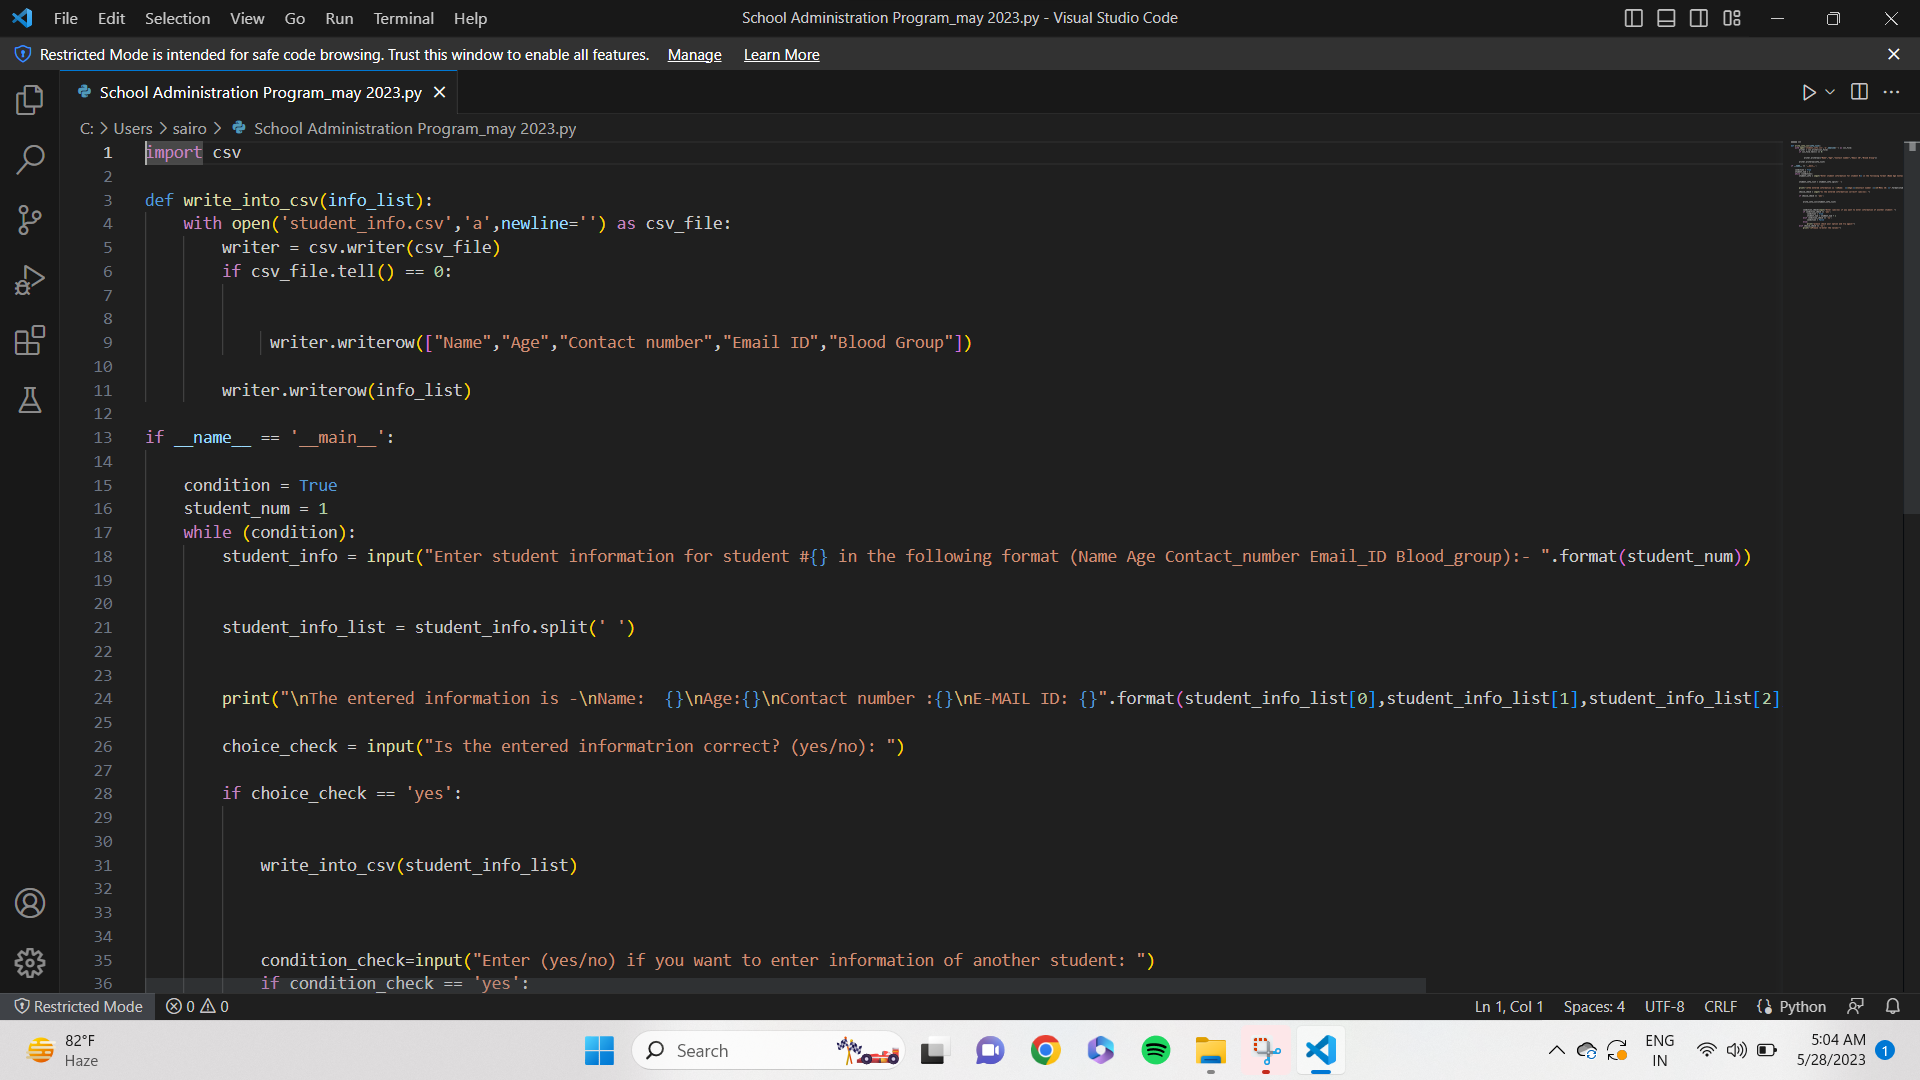 File Edit Selection View Go Run Terminal Help School Administration Program_may 2023.py - Visual Studio Code
Restricted Mode is intended for safe code browsing. Trust this window to enable all features. Manage Learn More
School Administration Program_may 2023.py
C: > Users > sairo > School Administration Program_may 2023.py
1 import csv
2
3 def write_into_csv(info_list):
4     with open('student_info.csv','a',newline='') as csv_file:
5         writer = csv.writer(csv_file)
6         if csv_file.tell() == 0:
7
8
9              writer.writerow(["Name","Age","Contact number","Email ID","Blood Group"])
10
11         writer.writerow(info_list)
12
13 if __name__ == '__main__':
14
15     condition = True
16     student_num = 1
17     while (condition):
18         student_info = input("Enter student information for student #{} in the following format (Name Age Contact_number Email_ID Blood_group):- ".format(student_num))
19
20
21         student_info_list = student_info.split(' ')
22
23
24         print("\nThe entered information is -\nName:  {}\nAge:{}\nContact number :{}\nE-MAIL ID: {}".format(student_info_list[0],student_info_list[1],student_info_list[2]
25
26         choice_check = input("Is the entered informatrion correct? (yes/no): ")
27
28         if choice_check == 'yes':
29
30
31             write_into_csv(student_info_list)
32
33
34
35             condition_check=input("Enter (yes/no) if you want to enter information of another student: ")
36             if condition_check == 'yes':
Restricted Mode 0 0 Ln 1, Col 1 Spaces: 4 UTF-8 CRLF Python
82°F
Haze
Search
ENG
IN
5:04 AM
5/28/2023
1